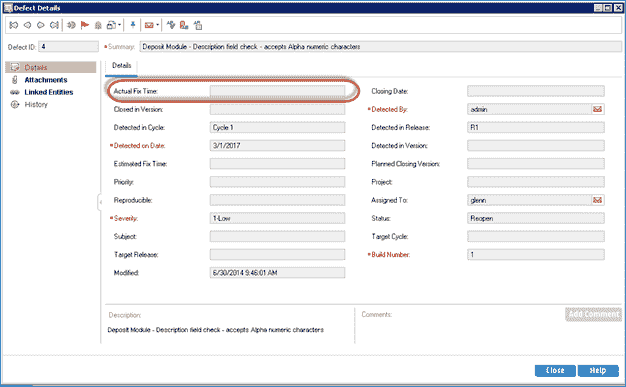 Defect Details
Defect ID: 4 *Summary: Deposit Module - Description field check - accepts Alpha numeric characters
Details
Attachments
Linked Entities
History
Details
Actual Fix Time: Closing Date:
Closed in Version: *Detected By: admin
Detected in Cycle: Cycle 1 Detected in Release: R1
*Detected on Date: 3/1/2017 Detected in Version:
Estimated Fix Time: Planned Closing Version:
Priority: Project:
Reproducible: Assigned To: glenn
*Severity: 1-Low Status: Reopen
Subject: Target Cycle:
Target Release: *Build Number: 1
Modified: 6/30/2014 9:46:01 AM
Description: Comments: Add Comment
Deposit Module - Description field check - accepts Alpha numeric characters
Close Help